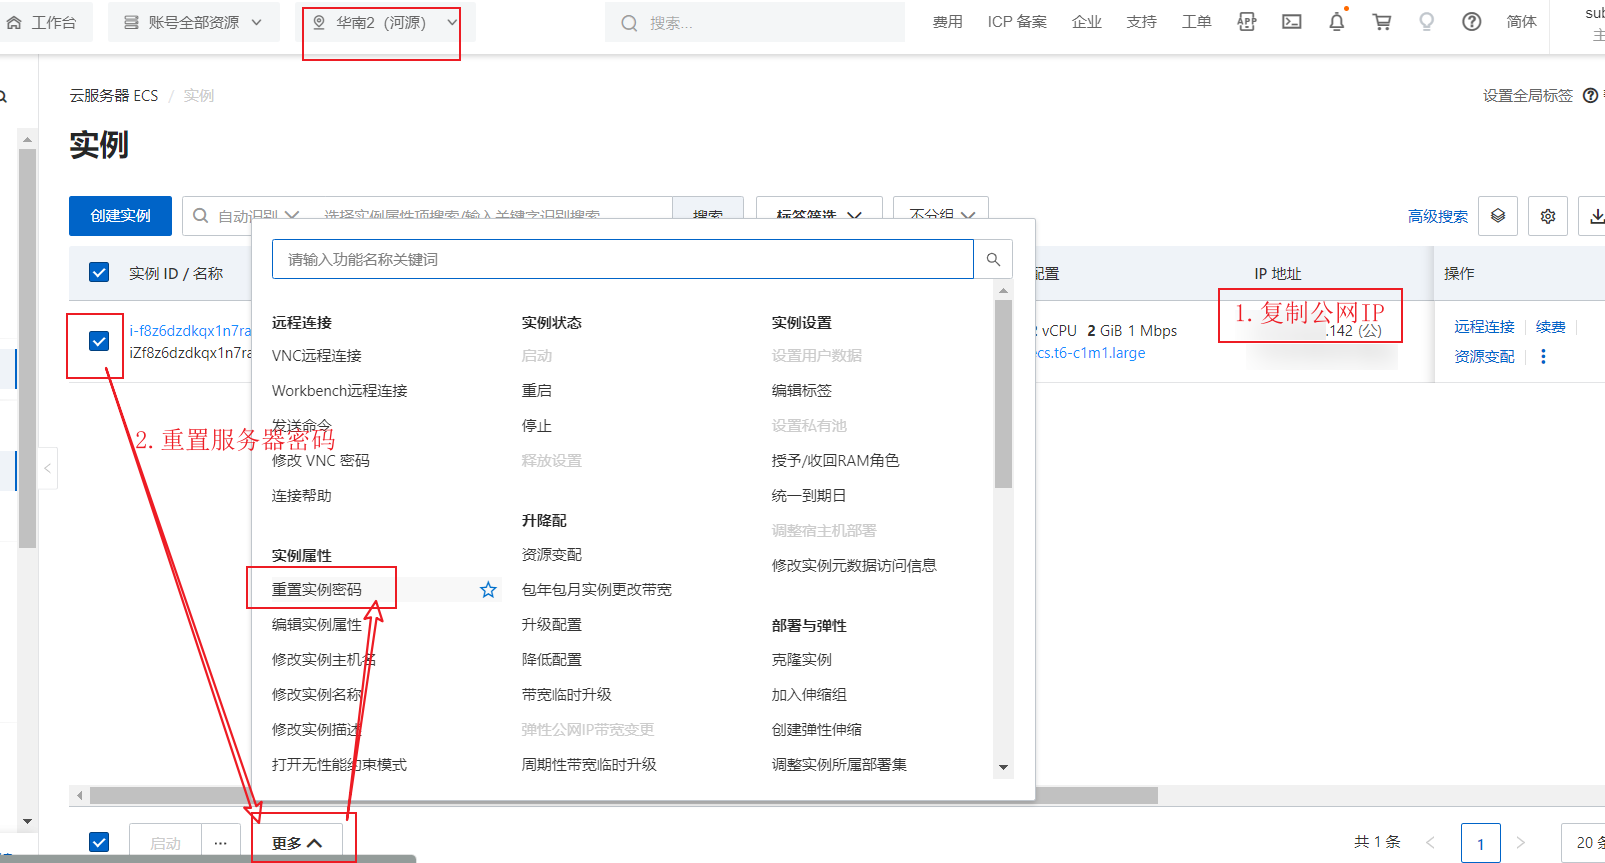 工作台
账号全部资源
华南2（河源）
搜索...
费用
ICP 备案
企业
支持
工单
APP
简体
sub
主
云服务器 ECS / 实例
设置全局标签
实例
创建实例
自动识别
选择实例属性项搜索/输入关键字识别搜索
搜索
标签筛选
不分组
高级搜索
请输入功能名称关键词
实例 ID / 名称
配置
IP 地址
操作
1.复制公网IP
i-f8z6dzdkqx1n7ra
iZf8z6dzdkqx1n7ra
vCPU 2 GiB 1 Mbps
ecs.t6-c1m1.large
.142 (公)
远程连接
续费
资源变配
2.重置服务器密码
远程连接
VNC远程连接
Workbench远程连接
发送命令
修改 VNC 密码
连接帮助
实例属性
重置实例密码
编辑实例属性
修改实例主机名
修改实例名称
修改实例描述
打开无性能约束模式
实例状态
启动
重启
停止
释放设置
升降配
资源变配
包年包月实例更改带宽
升级配置
降低配置
带宽临时升级
弹性公网IP带宽变更
周期性带宽临时升级
实例设置
设置用户数据
编辑标签
设置私有池
授予/收回RAM角色
统一到期日
调整宿主机部署
修改实例元数据访问信息
部署与弹性
克隆实例
加入伸缩组
创建弹性伸缩
调整实例所属部署集
启动
...
更多
共 1 条
1
20 条